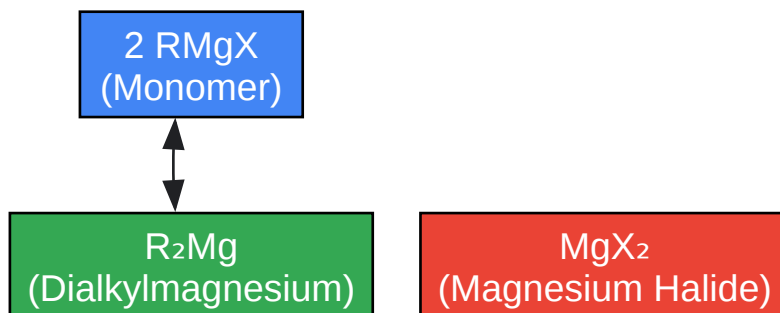 2 RMgX
(Monomer)
R₂Mg
(Dialkylmagnesium)
MgX₂
(Magnesium Halide)